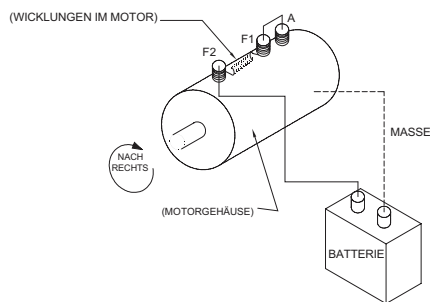 (WICKLUNGEN IM MOTOR)
A
F1
F2
MASSE
NACH
RECHTS
(MOTORGEHÄUSE)
BATTERIE